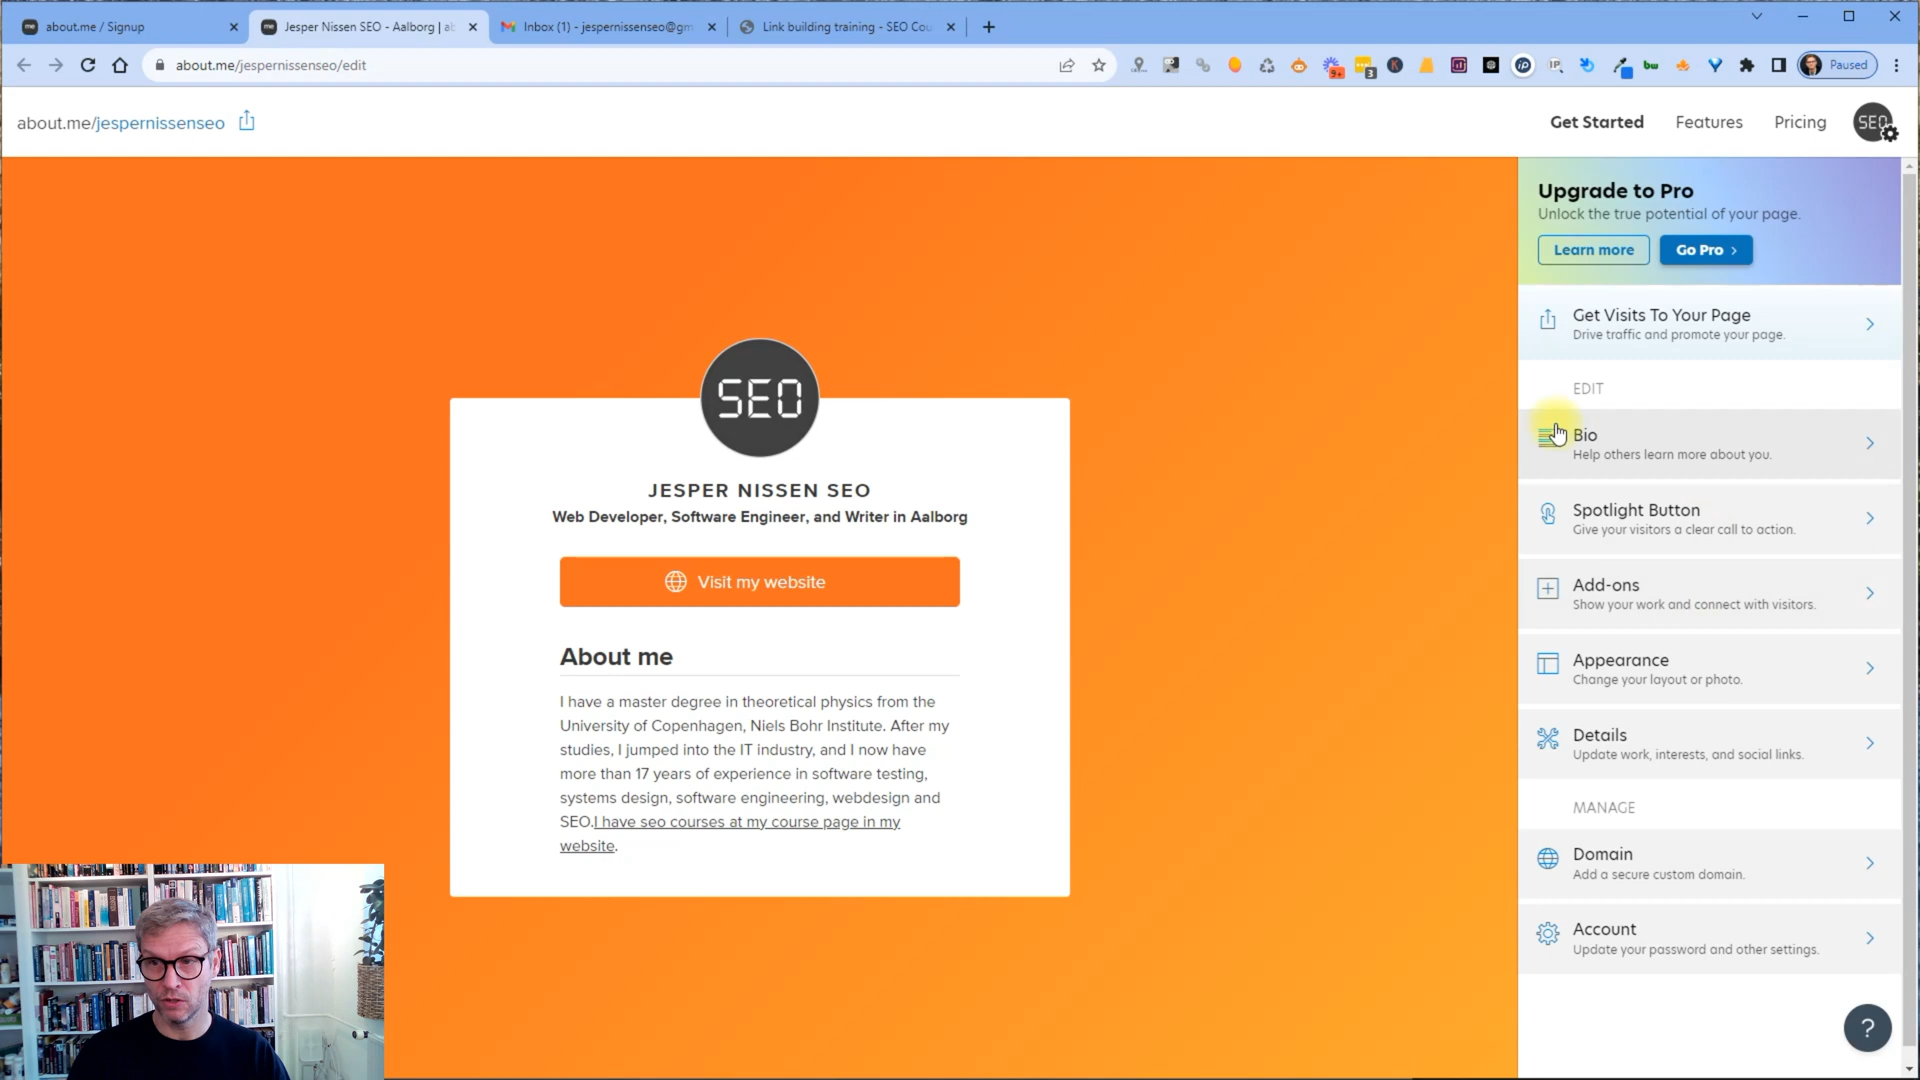 about.me / Signup
Jesper Nissen SEO - Aalborg | ab
Inbox (1) - jespernissenseo@gm
Link building training - SEO Cou
about.me/jespernissenseo/edit
Paused
about.me/jespernissenseo
Get Started
Features
Pricing
SEO
Upgrade to Pro
Unlock the true potential of your page.
Learn more
Go Pro
Get Visits To Your Page
Drive traffic and promote your page.
EDIT
Bio
Help others learn more about you.
Spotlight Button
Give your visitors a clear call to action.
Add-ons
Show your work and connect with visitors.
Appearance
Change your layout or photo.
Details
Update work, interests, and social links.
MANAGE
Domain
Add a secure custom domain.
Account
Update your password and other settings.
?
SEO
JESPER NISSEN SEO
Web Developer, Software Engineer, and Writer in Aalborg
Visit my website
About me
I have a master degree in theoretical physics from the
University of Copenhagen, Niels Bohr Institute. After my
studies, I jumped into the IT industry, and I now have
more than 17 years of experience in software testing,
systems design, software engineering, webdesign and
SEO.I have seo courses at my course page in my
website.